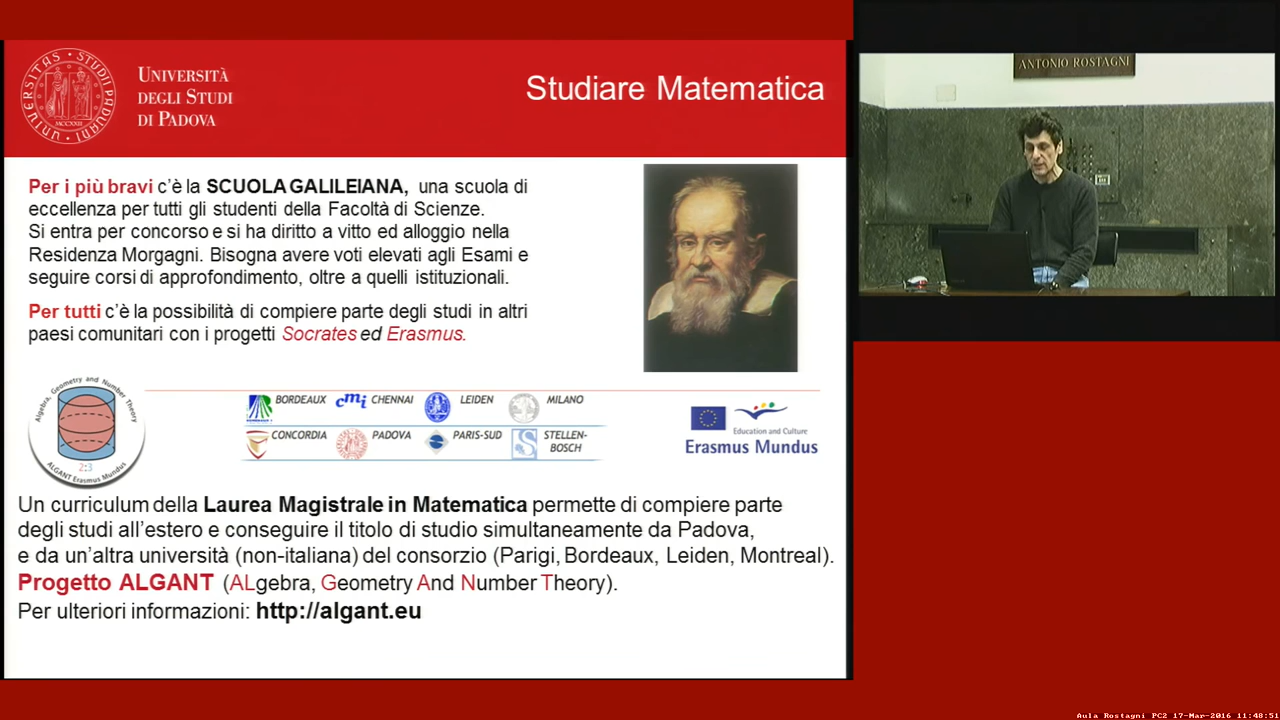 UNIVERSITÀ
DEGLI STUDI
DI PADOVA
UNIVERSITAS STUDII PADUANI
MCCXXII
Studiare Matematica
ANTONIO ROSTAGNI
Per i più bravi c'è la SCUOLA GALILEIANA, una scuola di
eccellenza per tutti gli studenti della Facoltà di Scienze.
Si entra per concorso e si ha diritto a vitto ed alloggio nella
Residenza Morgagni. Bisogna avere voti elevati agli Esami e
seguire corsi di approfondimento, oltre a quelli istituzionali.
Per tutti c'è la possibilità di compiere parte degli studi in altri
paesi comunitari con i progetti Socrates ed Erasmus.
Algebra, Geometry and Number Theory
2:3
ALGANT Erasmus Mundus
BORDEAUX
cmi CHENNAI
LEIDEN
MILANO
CONCORDIA
PADOVA
PARIS-SUD
STELLEN-
BOSCH
Education and Culture
Erasmus Mundus
Un curriculum della Laurea Magistrale in Matematica permette di compiere parte
degli studi all'estero e conseguire il titolo di studio simultaneamente da Padova,
e da un'altra università (non-italiana) del consorzio (Parigi, Bordeaux, Leiden, Montreal).
Progetto ALGANT (ALgebra, Geometry And Number Theory).
Per ulteriori informazioni: http://algant.eu
Aula Rostagni PC2 17-Mar-2016 11:48:51